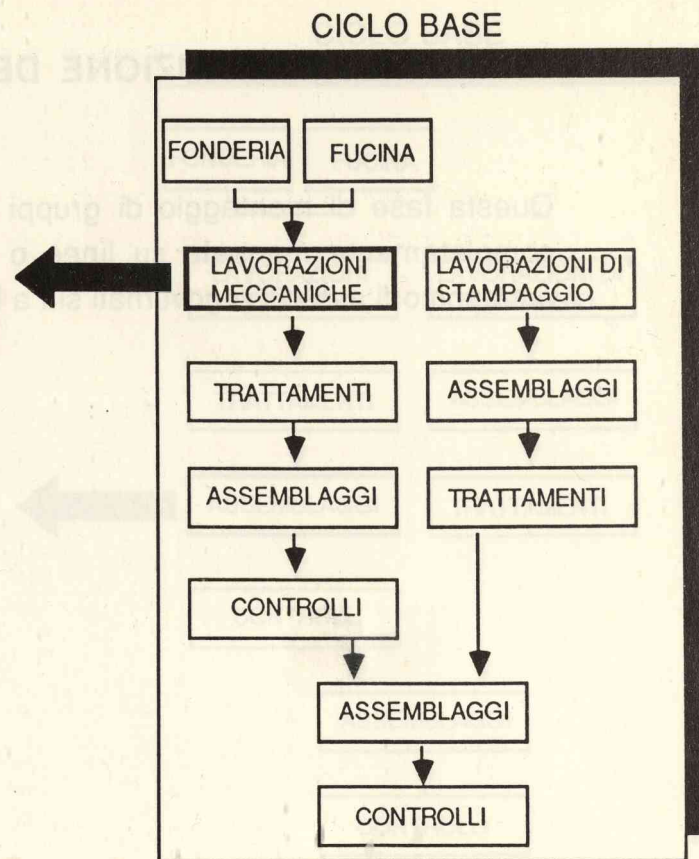 CICLO BASE
FONDERIA
FUCINA
LAVORAZIONI
MECCANICHE
LAVORAZIONI DI
STAMPAGGIO
TRATTAMENTI
ASSEMBLAGGI
ASSEMBLAGGI
TRATTAMENTI
CONTROLLI
ASSEMBLAGGI
CONTROLLI